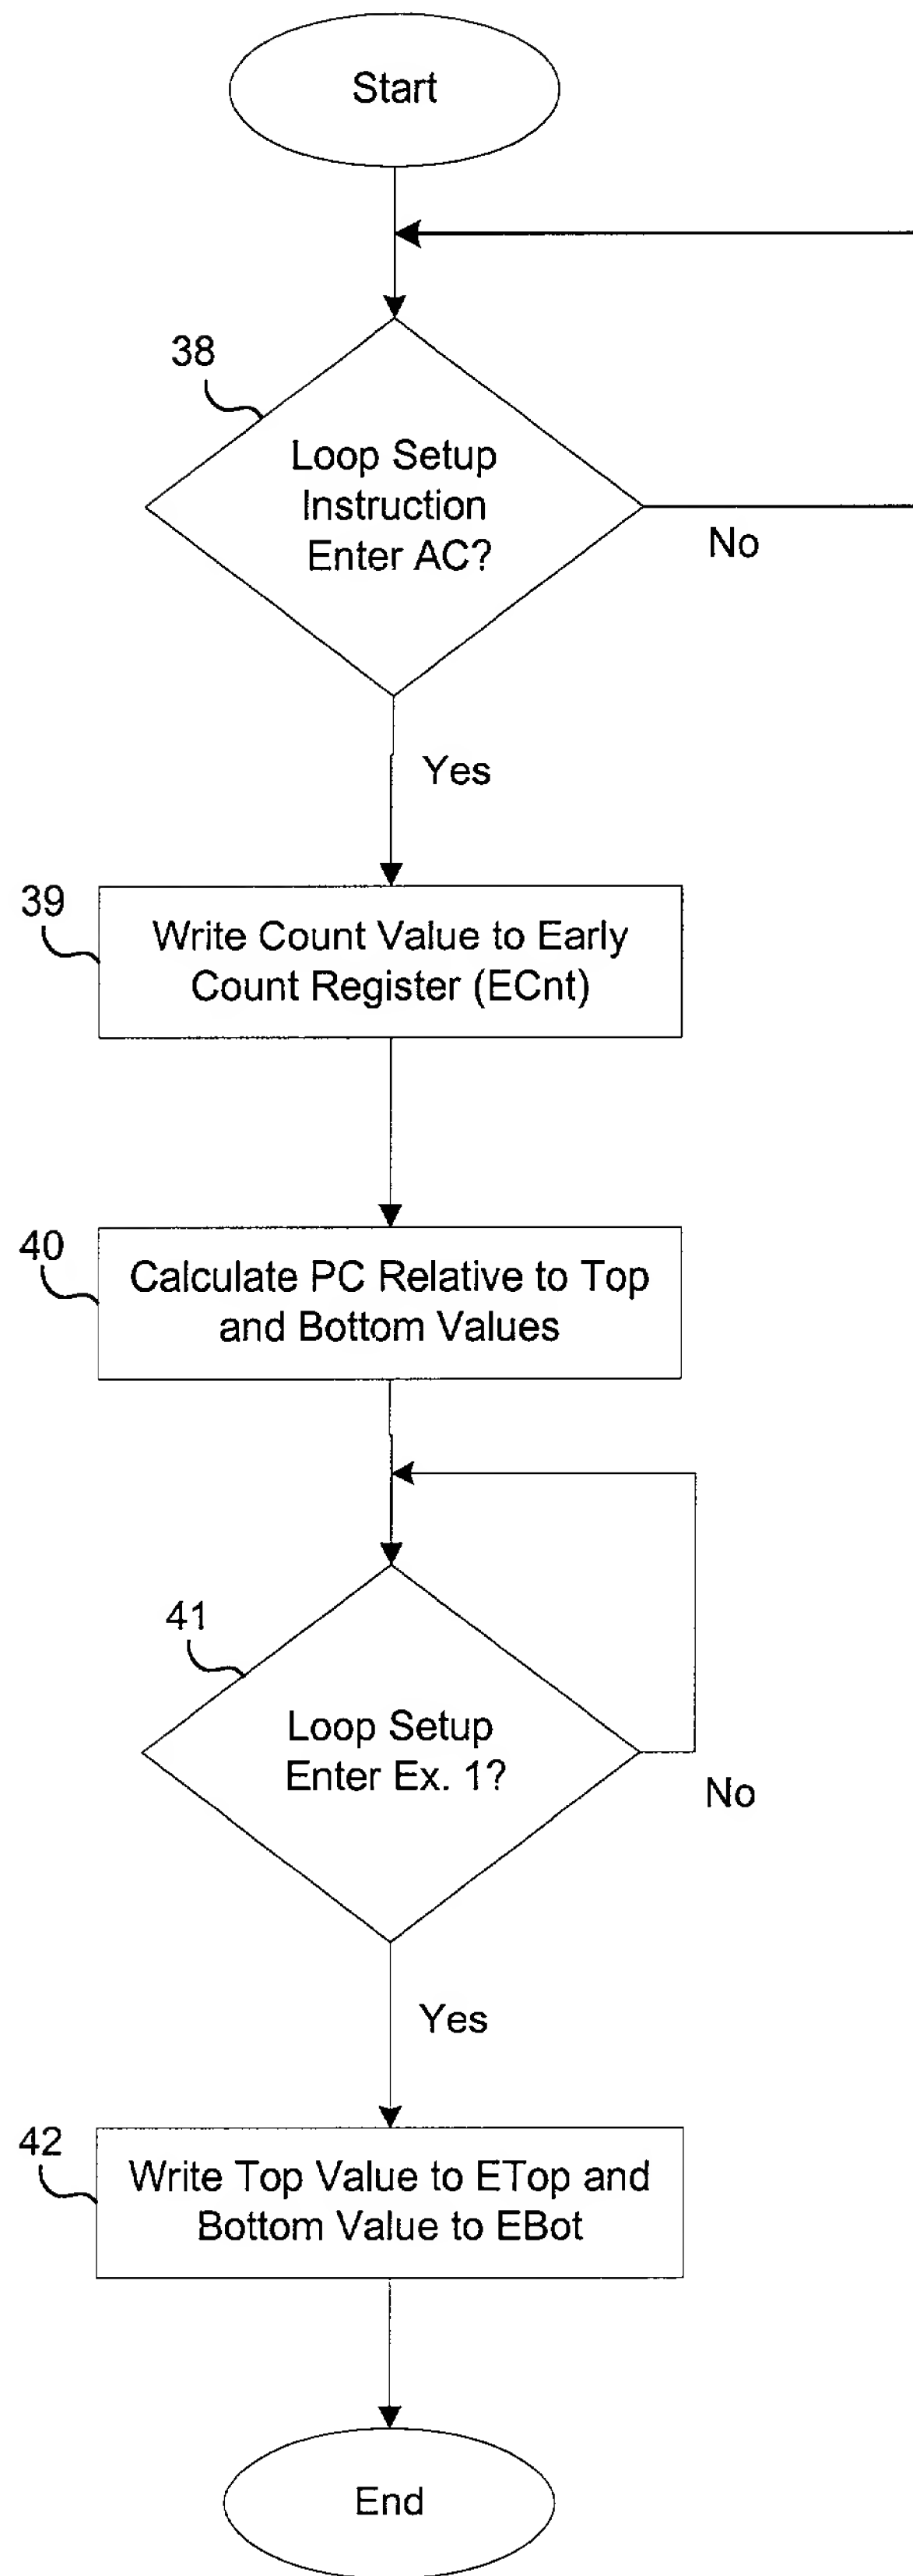 Start
38
Loop Setup
Instruction
Enter AC?
No
Yes
39
Write Count Value to Early
Count Register (ECnt)
40
Calculate PC Relative to Top
and Bottom Values
41
Loop Setup
Enter Ex. 1?
No
Yes
42
Write Top Value to ETop and
Bottom Value to EBot
End